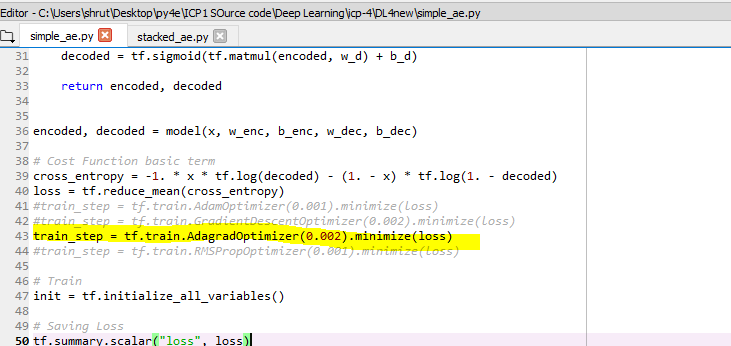 Editor - C:\Users\shrut\Desktop\py4e\ICP1 SOurce code\Deep Learning\icp-4\DL4new\simple_ae.py
simple_ae.py stacked_ae.py
31     decoded = tf.sigmoid(tf.matmul(encoded, w_d) + b_d)
32
33     return encoded, decoded
34
35
36 encoded, decoded = model(x, w_enc, b_enc, w_dec, b_dec)
37
38 # Cost Function basic term
39 cross_entropy = -1. * x * tf.log(decoded) - (1. - x) * tf.log(1. - decoded)
40 loss = tf.reduce_mean(cross_entropy)
41 #train_step = tf.train.AdamOptimizer(0.001).minimize(loss)
42 #train_step = tf.train.GradientDescentOptimizer(0.002).minimize(loss)
43 train_step = tf.train.AdagradOptimizer(0.002).minimize(loss)
44 #train_step = tf.train.RMSPropOptimizer(0.001).minimize(loss)
45
46 # Train
47 init = tf.initialize_all_variables()
48
49 # Saving Loss
50 tf.summary.scalar("loss", loss)